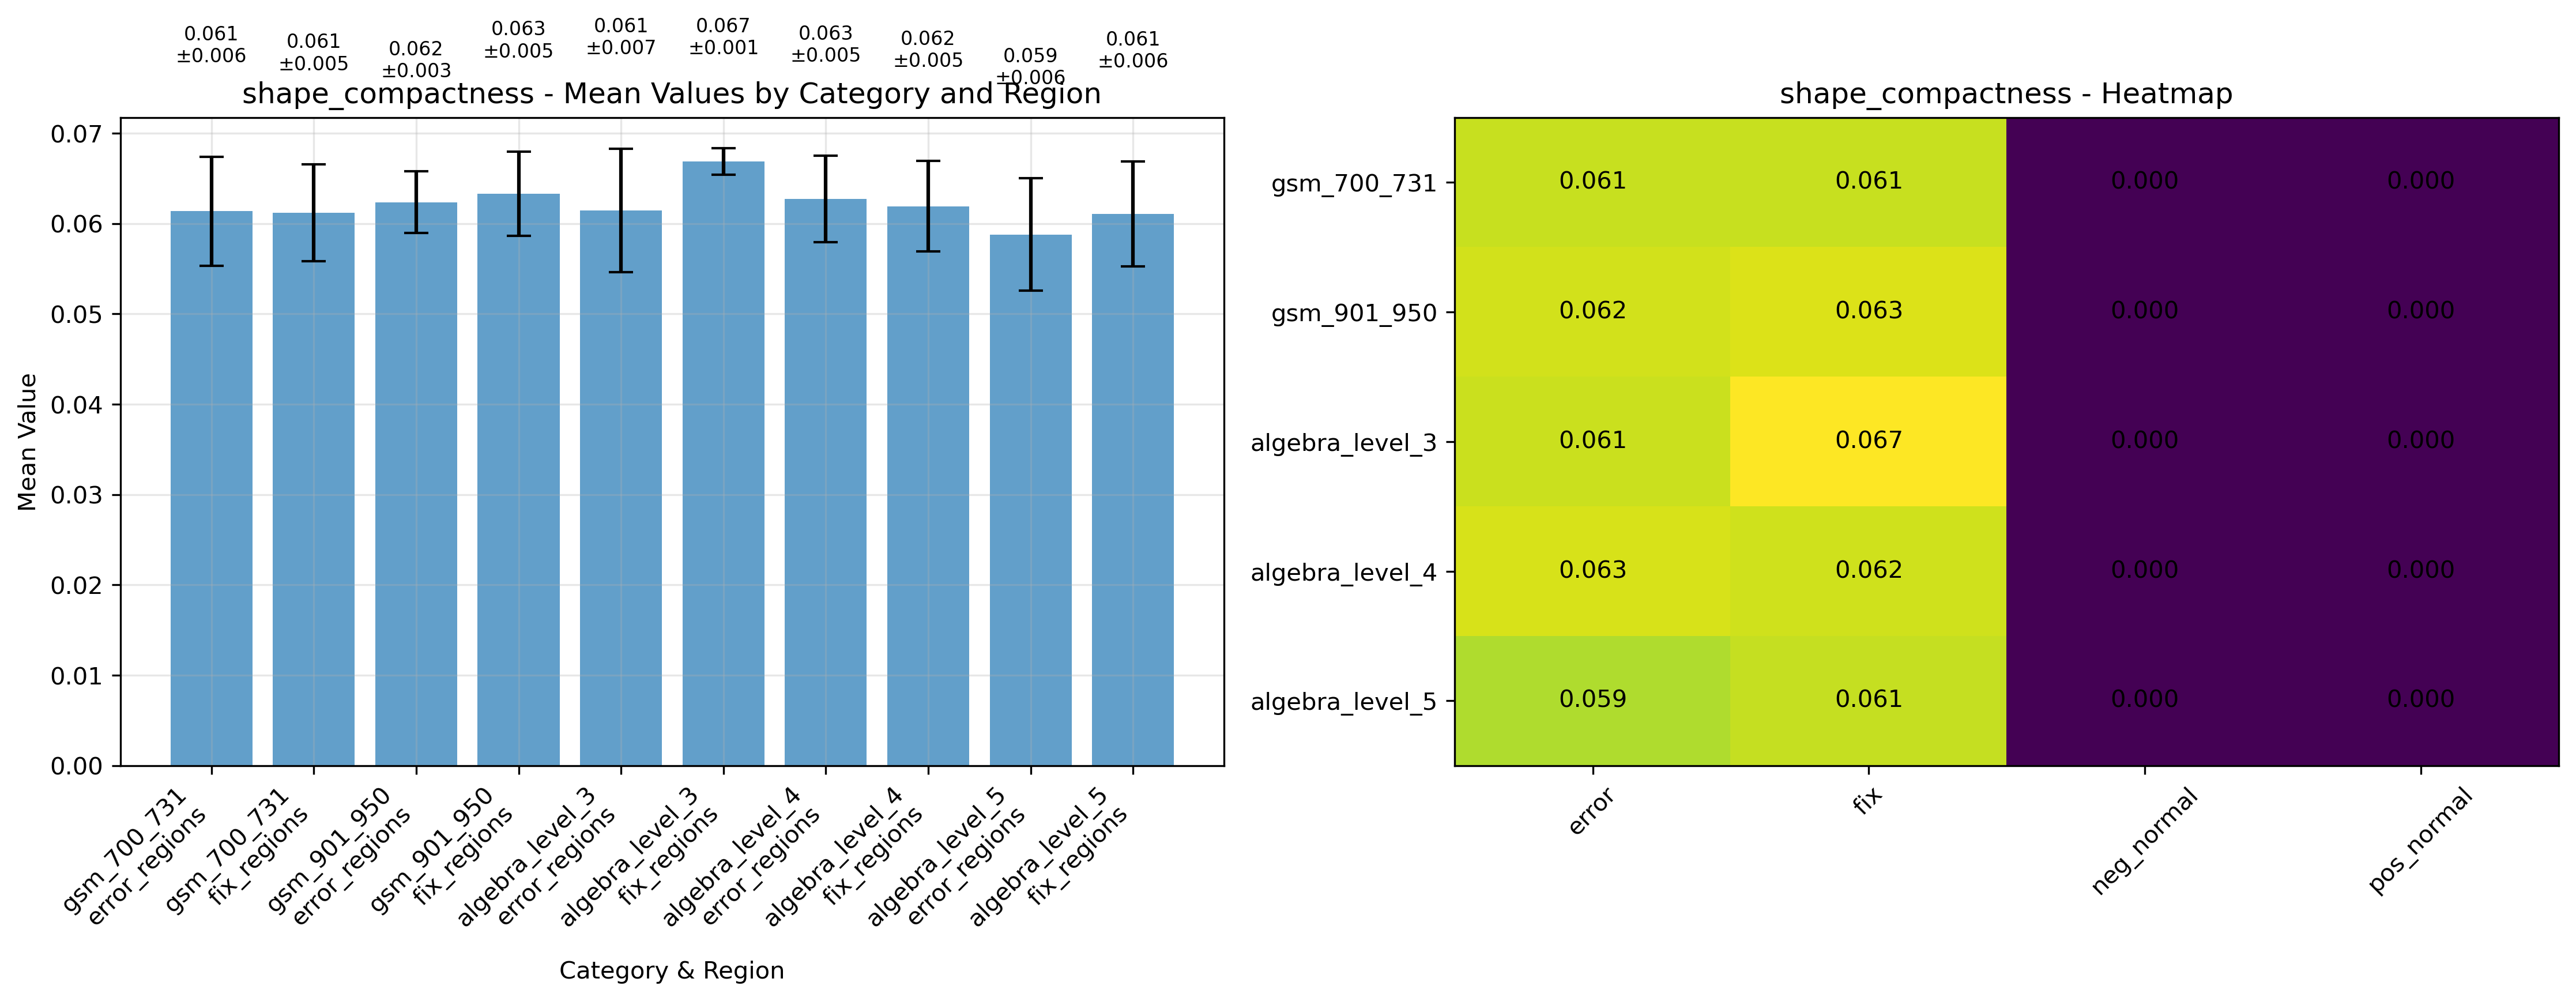 0.061
±0.006
0.061
±0.005
0.062
±0.003
0.063
±0.005
0.061
±0.007
0.067
±0.001
0.063
±0.005
0.062
±0.005
0.059
±0.006
0.061
±0.006
shape_compactness - Mean Values by Category and Region
Mean Value
0.07
0.06
0.05
0.04
0.03
0.02
0.01
0.00
gsm_700_731
error_regions
gsm_700_731
fix_regions
gsm_901_950
error_regions
gsm_901_950
fix_regions
algebra_level_3
error_regions
algebra_level_3
fix_regions
algebra_level_4
error_regions
algebra_level_4
fix_regions
algebra_level_5
error_regions
algebra_level_5
fix_regions
Category & Region
shape_compactness - Heatmap
gsm_700_731 0.061 0.061 0.000 0.000
gsm_901_950 0.062 0.063 0.000 0.000
algebra_level_3 0.061 0.067 0.000 0.000
algebra_level_4 0.063 0.062 0.000 0.000
algebra_level_5 0.059 0.061 0.000 0.000
error
fix
neg_normal
pos_normal